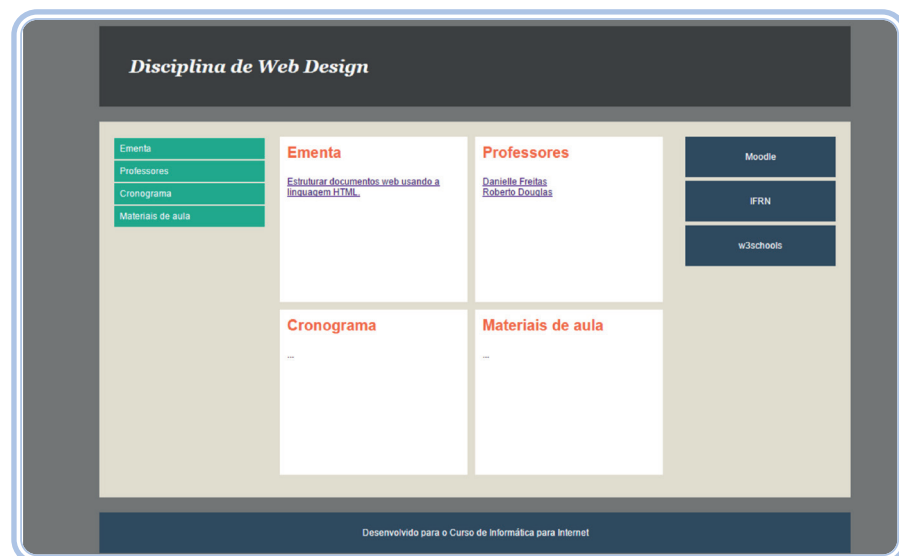 Disciplina de Web Design
Ementa
Professores
Cronograma
Materiais de aula
Ementa
Estruturar documentos web usando a
linguagem HTML.
Professores
Danielle Freitas
Roberto Douglas
Cronograma
...
Materiais de aula
...
Moodle
IFRN
w3schools
Desenvolvido para o Curso de Informática para Internet